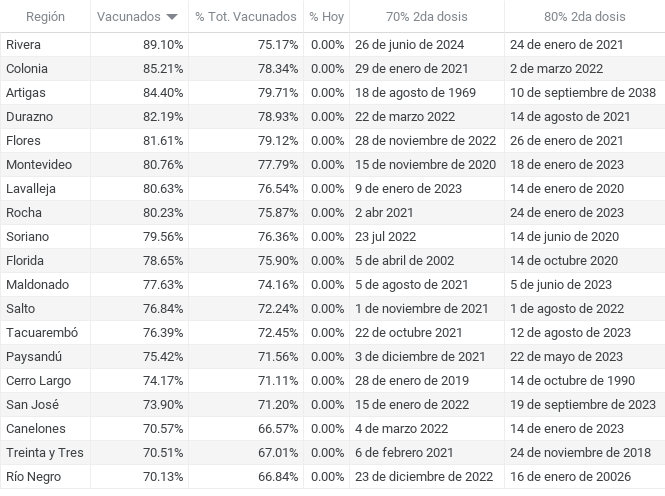 Región Vacunados % Tot. Vacunados % Hoy 70% 2da dosis 80% 2da dosis
Rivera 89.10% 75.17% 0.00% 26 de junio de 2024 24 de enero de 2021
Colonia 85.21% 78.34% 0.00% 29 de enero de 2021 2 de marzo 2022
Artigas 84.40% 79.71% 0.00% 18 de agosto de 1969 10 de septiembre de 2038
Durazno 82.19% 78.93% 0.00% 22 de marzo 2022 14 de agosto de 2021
Flores 81.61% 79.12% 0.00% 28 de noviembre de 2022 26 de enero de 2021
Montevideo 80.76% 77.79% 0.00% 15 de noviembre de 2020 18 de enero de 2023
Lavalleja 80.63% 76.54% 0.00% 9 de enero de 2023 14 de enero de 2020
Rocha 80.23% 75.87% 0.00% 2 abr 2021 24 de enero de 2023
Soriano 79.56% 76.36% 0.00% 23 jul 2022 14 de junio de 2020
Florida 78.65% 75.90% 0.00% 5 de abril de 2002 14 de octubre 2020
Maldonado 77.63% 74.16% 0.00% 5 de agosto de 2021 5 de junio de 2023
Salto 76.84% 72.24% 0.00% 1 de noviembre de 2021 1 de agosto de 2022
Tacuarembó 76.39% 72.45% 0.00% 22 de octubre 2021 12 de agosto de 2023
Paysandú 75.42% 71.56% 0.00% 3 de diciembre de 2021 22 de mayo de 2023
Cerro Largo 74.17% 71.11% 0.00% 28 de enero de 2019 14 de octubre de 1990
San José 73.90% 71.20% 0.00% 15 de enero de 2022 19 de septiembre de 2023
Canelones 70.57% 66.57% 0.00% 4 de marzo 2022 14 de enero de 2023
Treinta y Tres 70.51% 67.01% 0.00% 6 de febrero 2021 24 de noviembre de 2018
Río Negro 70.13% 66.84% 0.00% 23 de diciembre de 2022 16 de enero de 20026